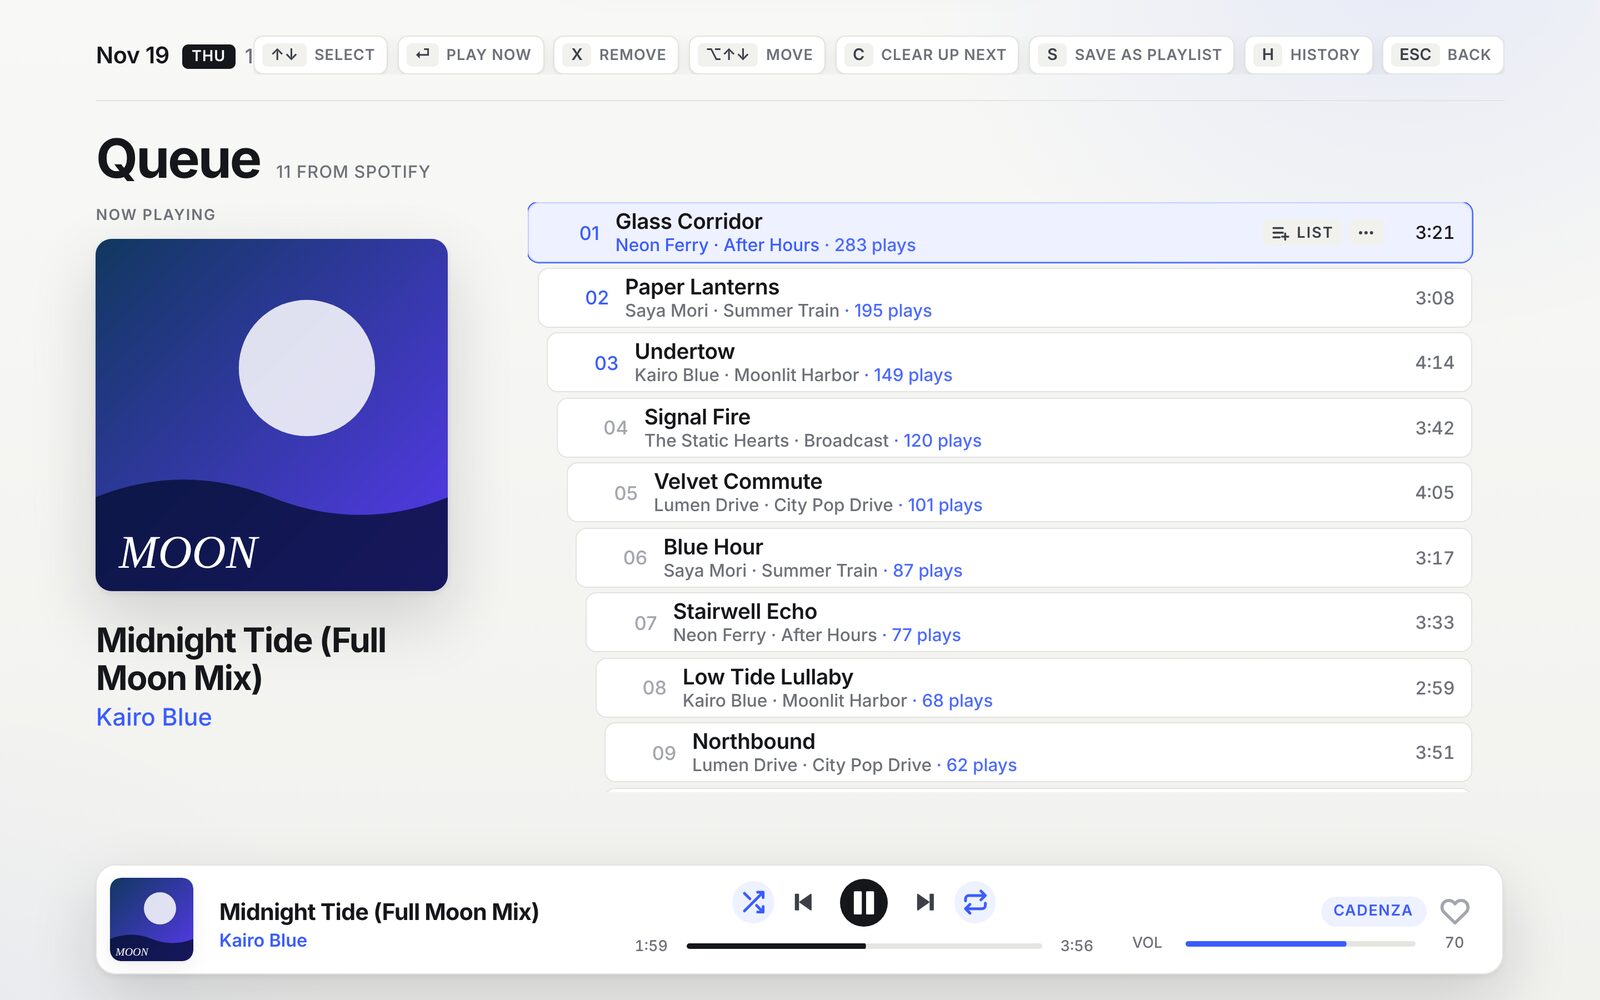 Nov 19 THU 1
↑↓ SELECT
↵ PLAY NOW
X REMOVE
⌥↑↓ MOVE
C CLEAR UP NEXT
S SAVE AS PLAYLIST
H HISTORY
ESC BACK
Queue 11 FROM SPOTIFY
NOW PLAYING
MOON
Midnight Tide (Full
Moon Mix)
Kairo Blue
01 Glass Corridor
Neon Ferry · After Hours · 283 plays
LIST ··· 3:21
02 Paper Lanterns
Saya Mori · Summer Train · 195 plays
3:08
03 Undertow
Kairo Blue · Moonlit Harbor · 149 plays
4:14
04 Signal Fire
The Static Hearts · Broadcast · 120 plays
3:42
05 Velvet Commute
Lumen Drive · City Pop Drive · 101 plays
4:05
06 Blue Hour
Saya Mori · Summer Train · 87 plays
3:17
07 Stairwell Echo
Neon Ferry · After Hours · 77 plays
3:33
08 Low Tide Lullaby
Kairo Blue · Moonlit Harbor · 68 plays
2:59
09 Northbound
Lumen Drive · City Pop Drive · 62 plays
3:51
MOON
Midnight Tide (Full Moon Mix)
Kairo Blue
1:59 3:56
CADENZA
VOL 70